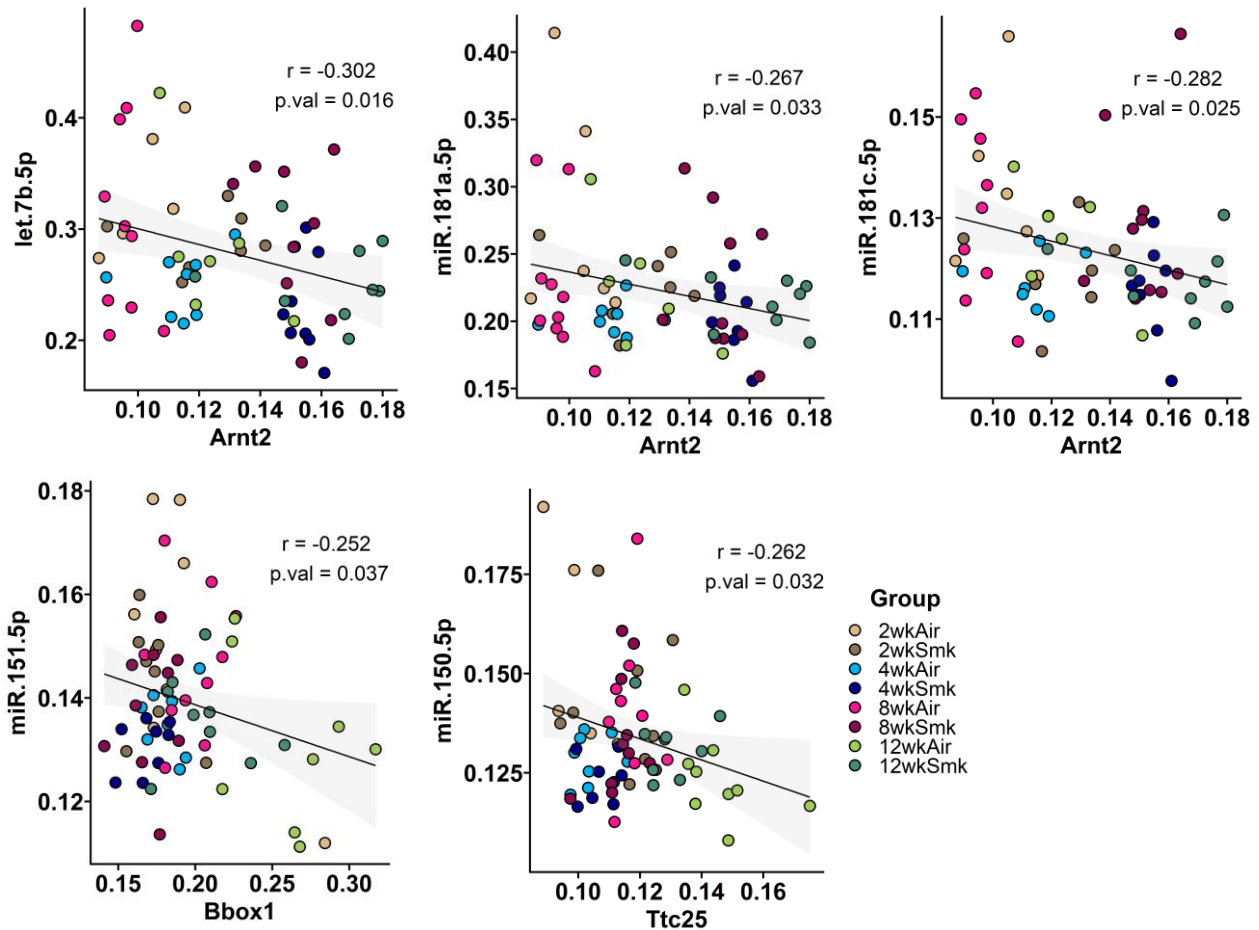 let.7b.5p
0.4
0.3
0.2
r = -0.302
p.val = 0.016
0.10 0.12 0.14 0.16 0.18
Arnt2
miR.181a.5p
0.40
0.35
0.30
0.25
0.20
0.15
r = -0.267
p.val = 0.033
0.10 0.12 0.14 0.16 0.18
Arnt2
miR.181c.5p
0.15
0.13
0.11
r = -0.282
p.val = 0.025
0.10 0.12 0.14 0.16 0.18
Arnt2
miR.151.5p
0.18
0.16
0.14
0.12
r = -0.252
p.val = 0.037
0.15 0.20 0.25 0.30
Bbox1
miR.150.5p
0.175
0.150
0.125
r = -0.262
p.val = 0.032
0.10 0.12 0.14 0.16
Ttc25
Group
2wkAir
2wkSmk
4wkAir
4wkSmk
8wkAir
8wkSmk
12wkAir
12wkSmk